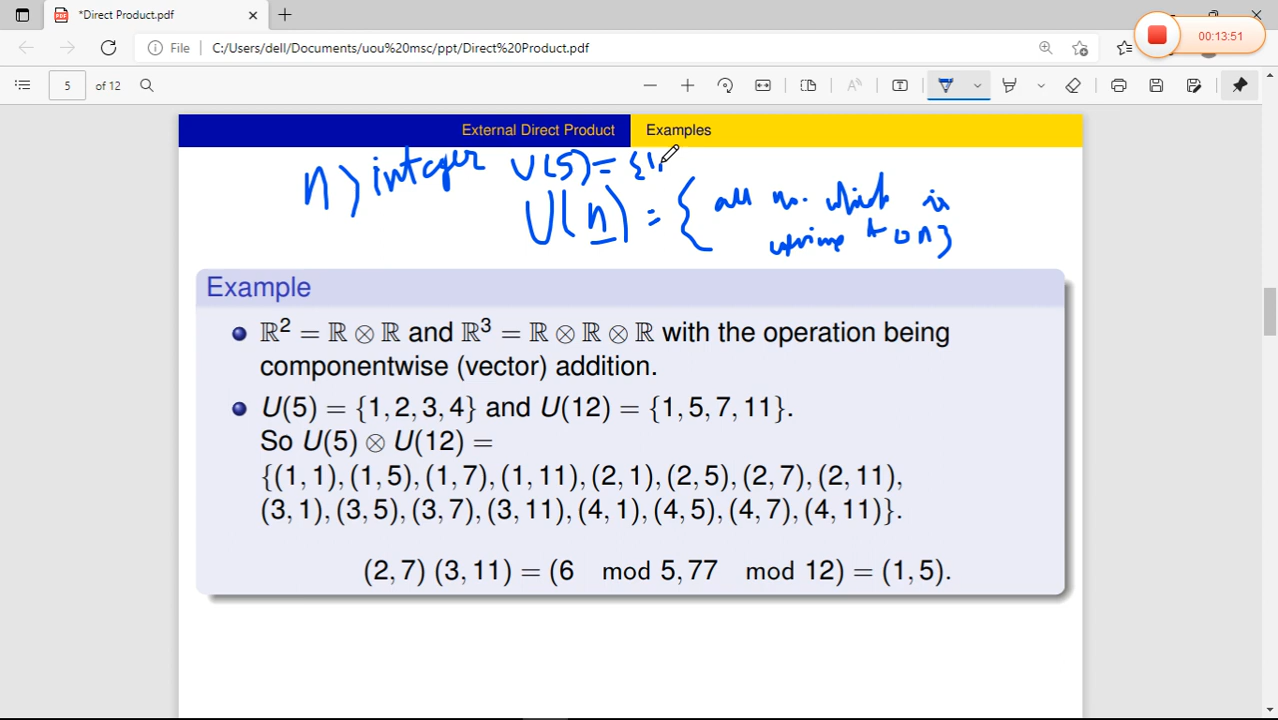 *Direct Product.pdf
File C:/Users/dell/Documents/uou%20msc/ppt/Direct%20Product.pdf
00:13:51
5 of 12
External Direct Product Examples
n > integer U(5) = {1,
U(n) = { all no. which is
prime to n }
Example
ℝ² = ℝ ⊗ ℝ and ℝ³ = ℝ ⊗ ℝ ⊗ ℝ with the operation being
componentwise (vector) addition.
U(5) = {1, 2, 3, 4} and U(12) = {1, 5, 7, 11}.
So U(5) ⊗ U(12) =
{(1, 1), (1, 5), (1, 7), (1, 11), (2, 1), (2, 5), (2, 7), (2, 11),
(3, 1), (3, 5), (3, 7), (3, 11), (4, 1), (4, 5), (4, 7), (4, 11)}.
(2, 7) (3, 11) = (6 mod 5, 77 mod 12) = (1, 5).